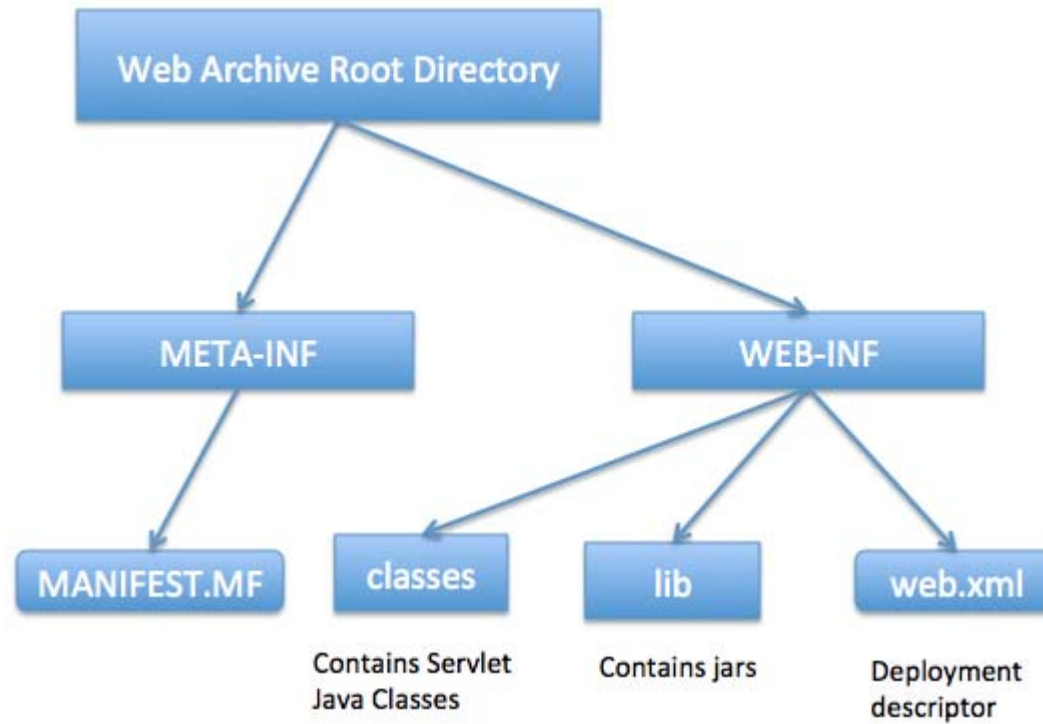 Web Archive Root Directory
META-INF
WEB-INF
MANIFEST.MF
classes
lib
web.xml
Contains Servlet
Java Classes
Contains jars
Deployment
descriptor